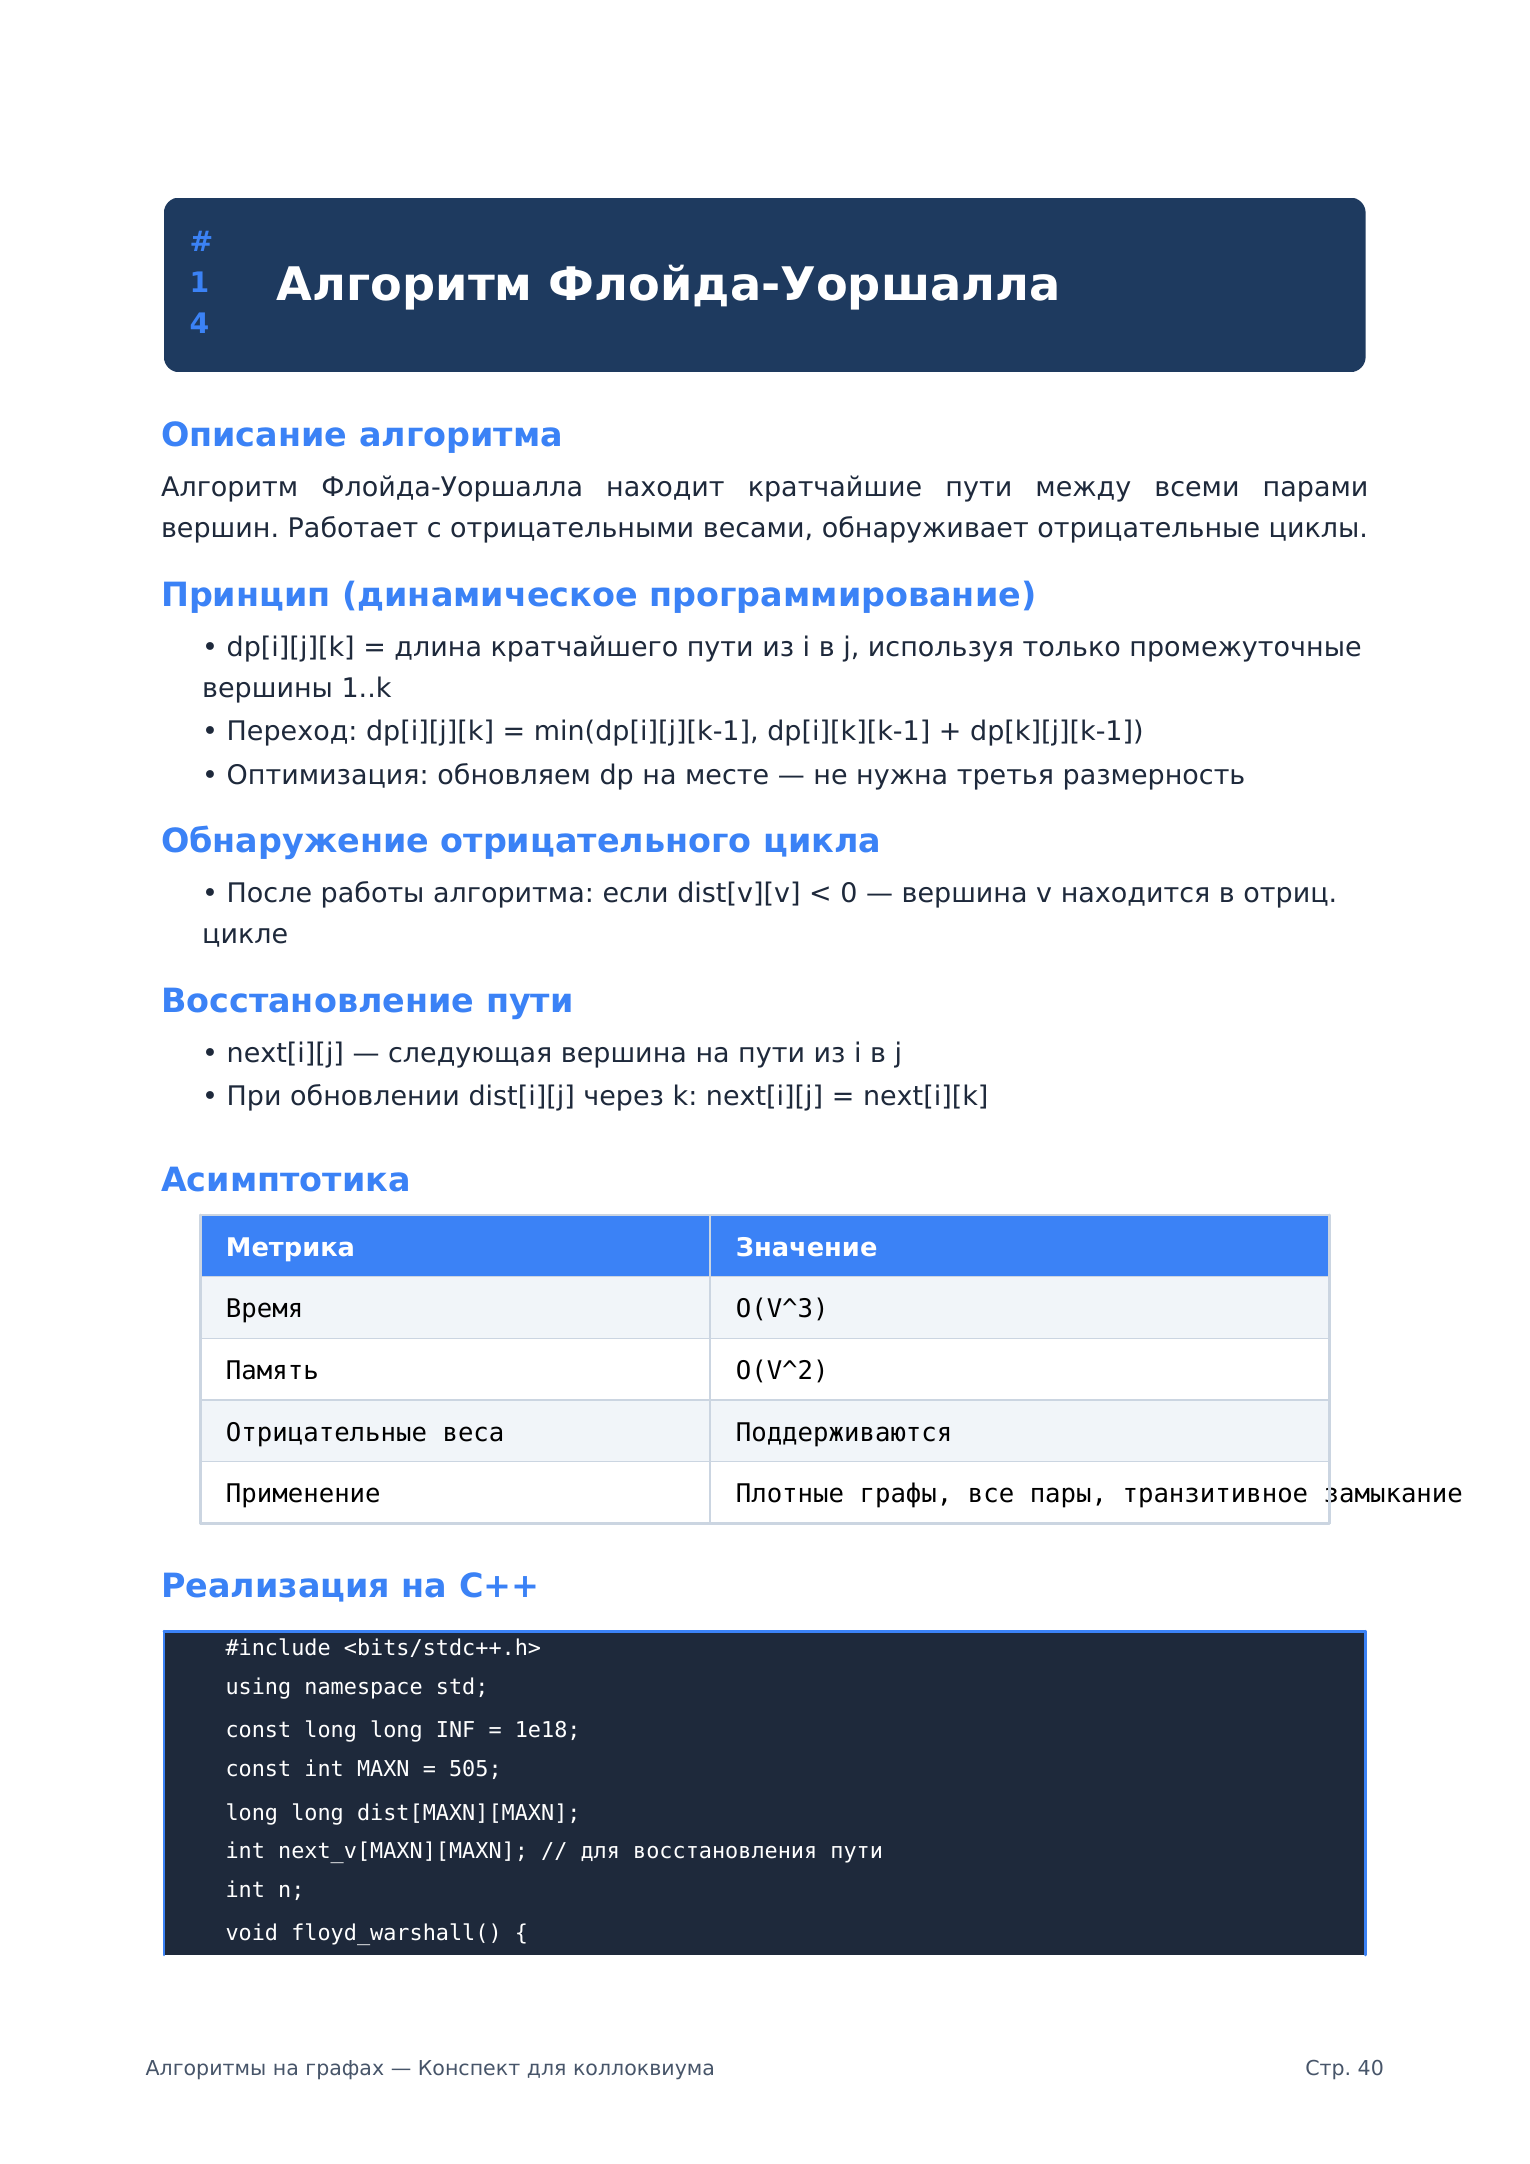 #
1
4
Алгоритм Флойда-Уоршалла
Описание алгоритма
Алгоритм Флойда-Уоршалла находит кратчайшие пути между всеми парами
вершин. Работает с отрицательными весами, обнаруживает отрицательные циклы.
Принцип (динамическое программирование)
• dp[i][j][k] = длина кратчайшего пути из i в j, используя только промежуточные
вершины 1..k
• Переход: dp[i][j][k] = min(dp[i][j][k-1], dp[i][k][k-1] + dp[k][j][k-1])
• Оптимизация: обновляем dp на месте — не нужна третья размерность
Обнаружение отрицательного цикла
• После работы алгоритма: если dist[v][v] < 0 — вершина v находится в отриц.
цикле
Восстановление пути
• next[i][j] — следующая вершина на пути из i в j
• При обновлении dist[i][j] через k: next[i][j] = next[i][k]
Асимптотика
Метрика Значение
Время O(V^3)
Память O(V^2)
Отрицательные веса Поддерживаются
Применение Плотные графы, все пары, транзитивное замыкание
Реализация на C++
#include <bits/stdc++.h>
using namespace std;
const long long INF = 1e18;
const int MAXN = 505;
long long dist[MAXN][MAXN];
int next_v[MAXN][MAXN]; // для восстановления пути
int n;
void floyd_warshall() {
Алгоритмы на графах — Конспект для коллоквиума Стр. 40